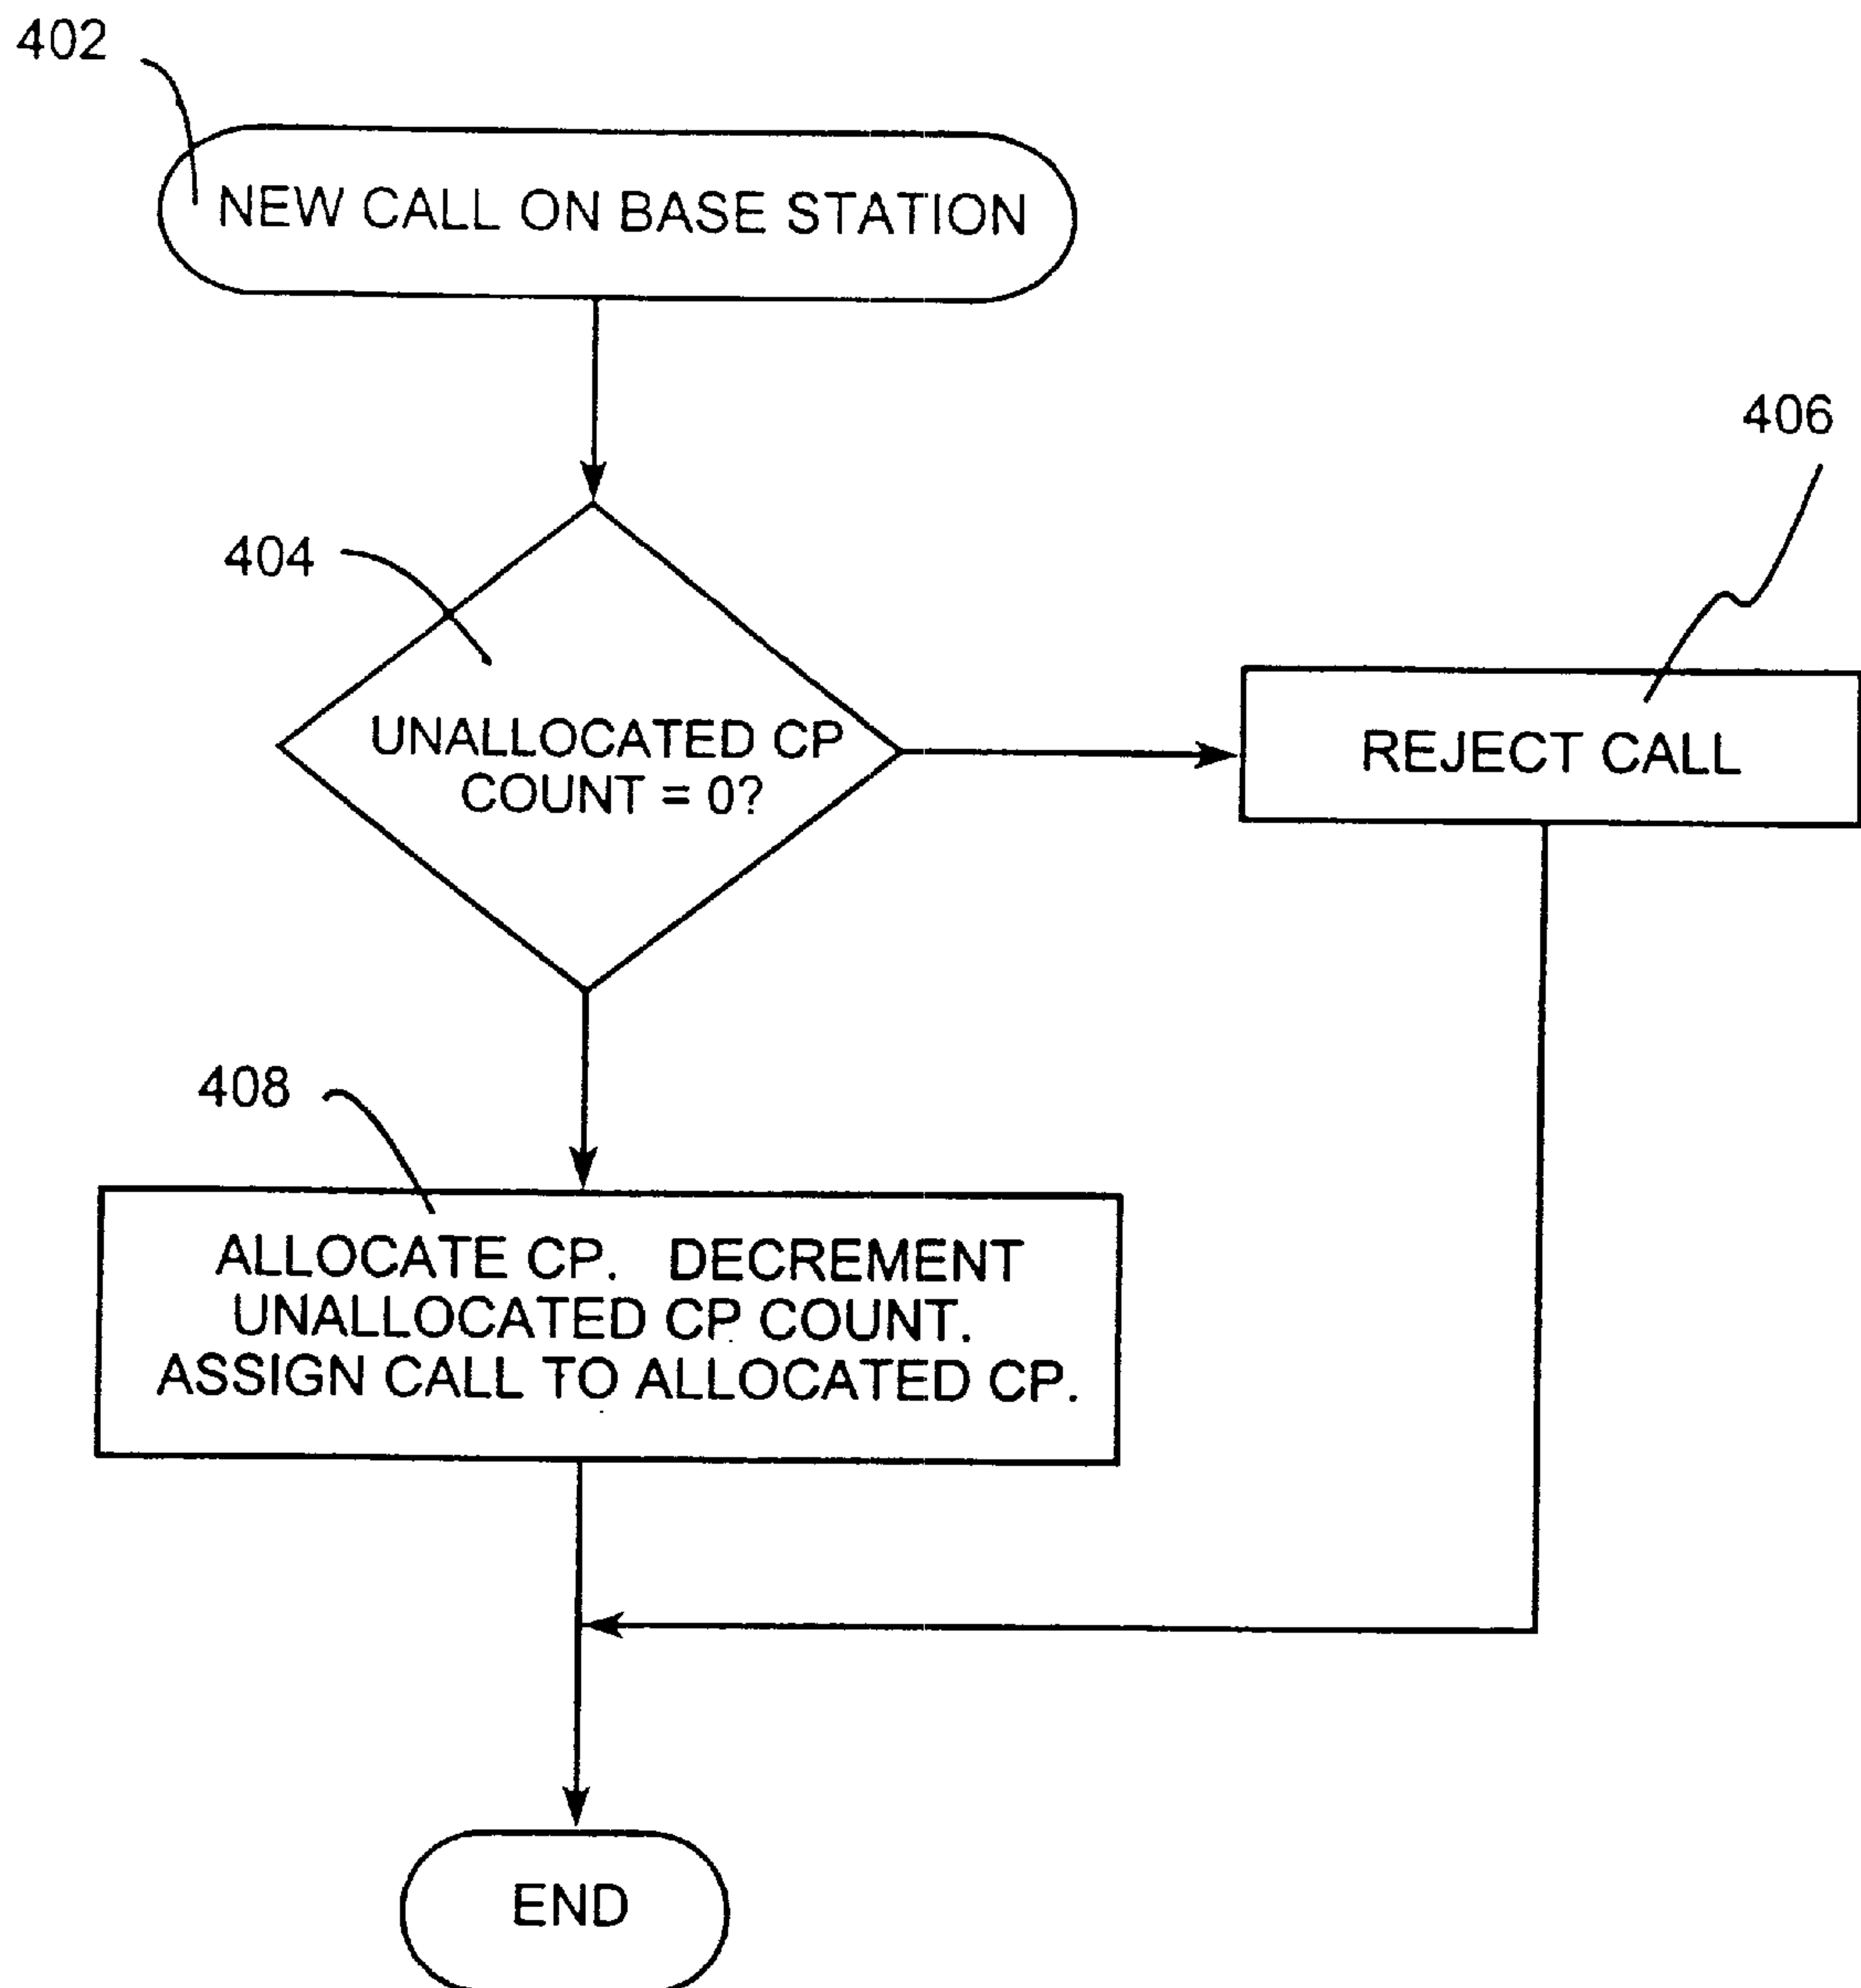 402
NEW CALL ON BASE STATION
404
UNALLOCATED CP
COUNT = 0?
406
REJECT CALL
408
ALLOCATE CP. DECREMENT
UNALLOCATED CP COUNT.
ASSIGN CALL TO ALLOCATED CP.
END